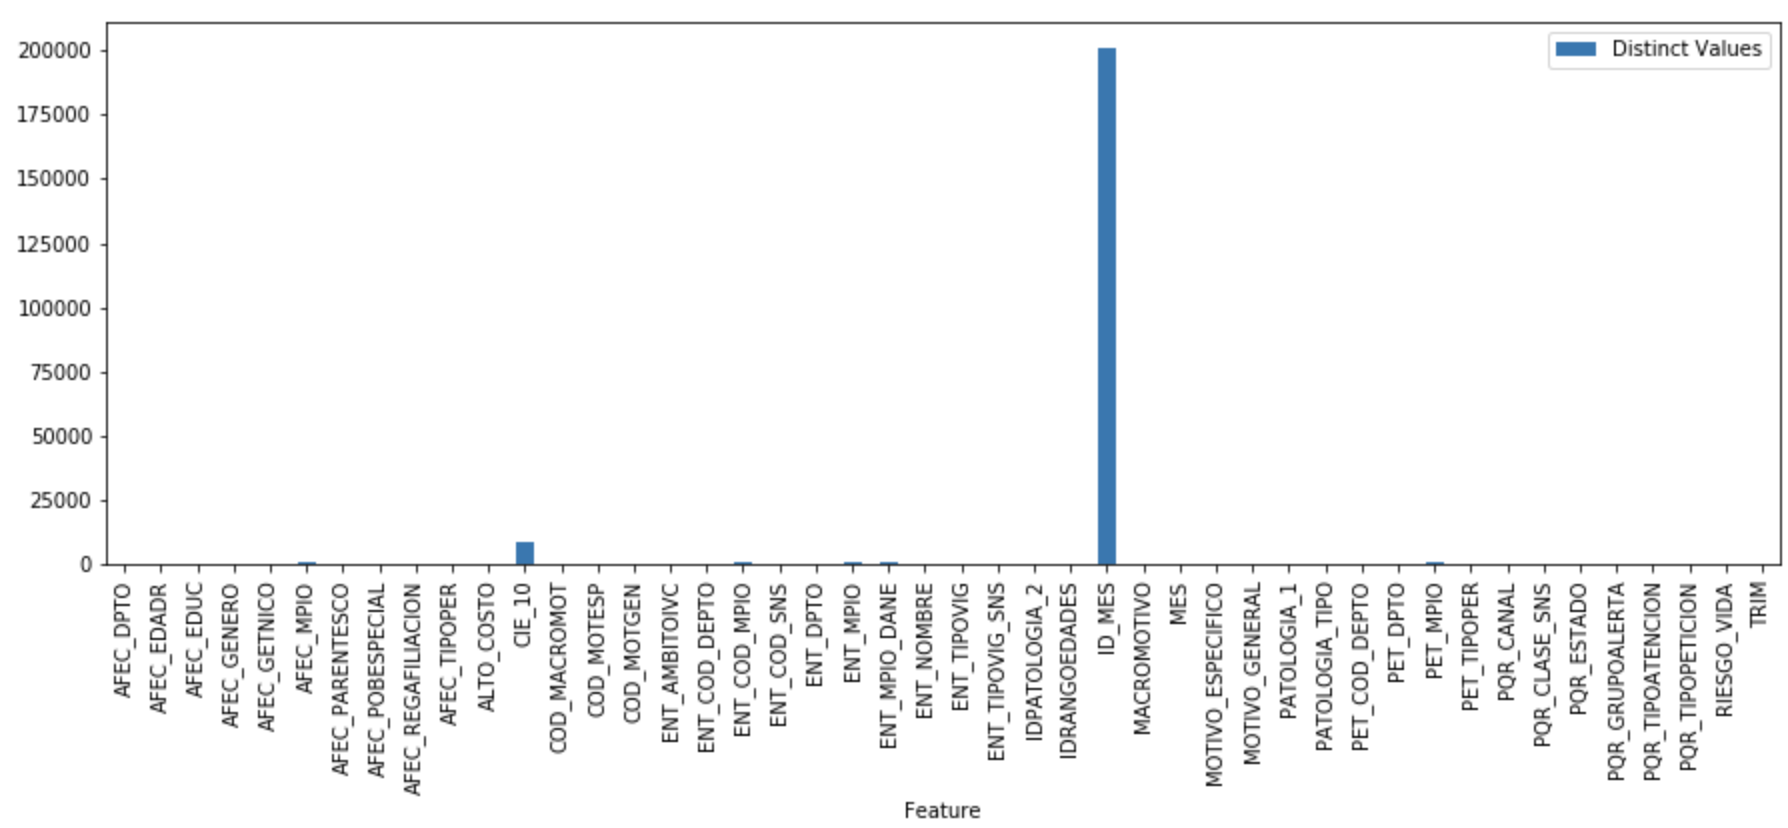 Distinct Values
200000
175000
150000
125000
100000
75000
50000
25000
0
AFEC_DPTO
AFEC_EDADR
AFEC_EDUC
AFEC_GENERO
AFEC_GETNICO
AFEC_MPIO
AFEC_PARENTESCO
AFEC_POBESPECIAL
AFEC_REGAFILIACION
AFEC_TIPOPER
ALTO_COSTO
CIE_10
COD_MACROMOT
COD_MOTESP
COD_MOTGEN
ENT_AMBITOIVC
ENT_COD_DEPTO
ENT_COD_MPIO
ENT_COD_SNS
ENT_DPTO
ENT_MPIO
ENT_MPIO_DANE
ENT_NOMBRE
ENT_TIPOVIG
ENT_TIPOVIG_SNS
IDPATOLOGIA_2
IDRANGOEDADES
ID_MES
MACROMOTIVO
MES
MOTIVO_ESPECIFICO
MOTIVO_GENERAL
PATOLOGIA_1
PATOLOGIA_TIPO
PET_COD_DEPTO
PET_DPTO
PET_MPIO
PET_TIPOPER
PQR_CANAL
PQR_CLASE_SNS
PQR_ESTADO
PQR_GRUPOALERTA
PQR_TIPOATENCION
PQR_TIPOPETICION
RIESGO_VIDA
TRIM
Feature